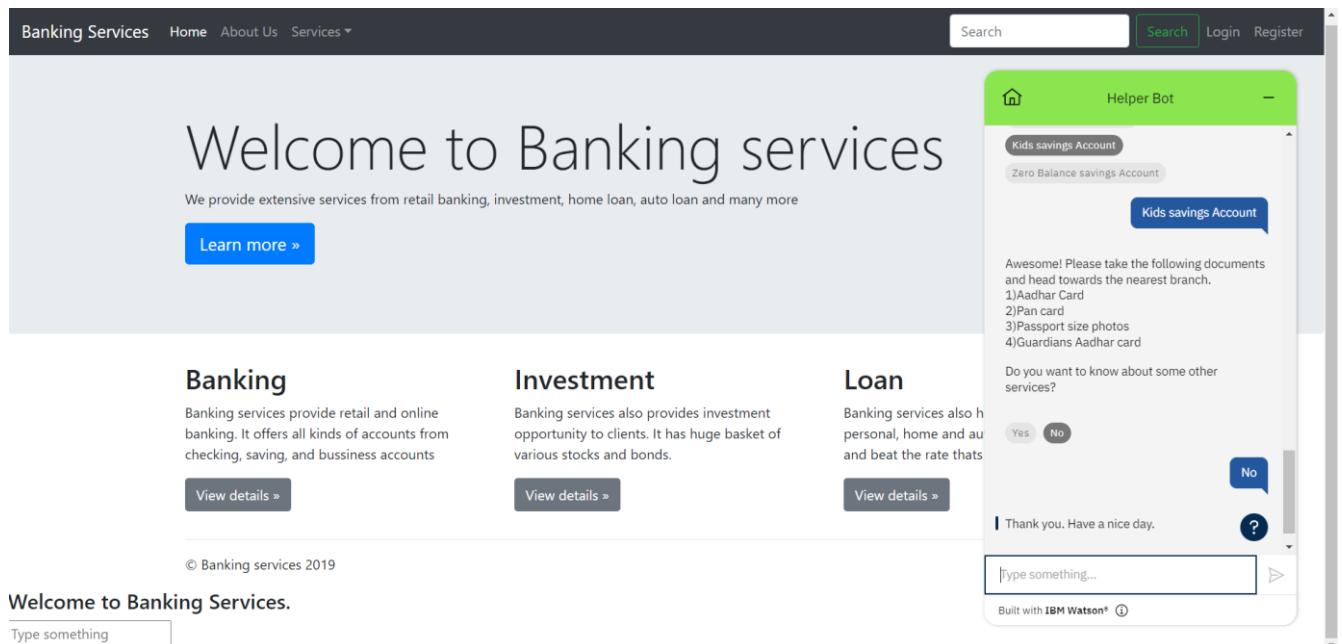 Banking Services Home About Us Services
Search Search Login Register
Welcome to Banking services
We provide extensive services from retail banking, investment, home loan, auto loan and many more
Learn more »
Banking
Banking services provide retail and online
banking. It offers all kinds of accounts from
checking, saving, and bussiness accounts
View details »
Investment
Banking services also provides investment
opportunity to clients. It has huge basket of
various stocks and bonds.
View details »
Loan
Banking services also h
personal, home and au
and beat the rate thats
View details »
© Banking services 2019
Welcome to Banking Services.
Type something
Helper Bot
Kids savings Account
Zero Balance savings Account
Kids savings Account
Awesome! Please take the following documents
and head towards the nearest branch.
1)Aadhar Card
2)Pan card
3)Passport size photos
4)Guardians Aadhar card
Do you want to know about some other
services?
Yes No
No
Thank you. Have a nice day.
?
Type something...
Built with IBM Watson®